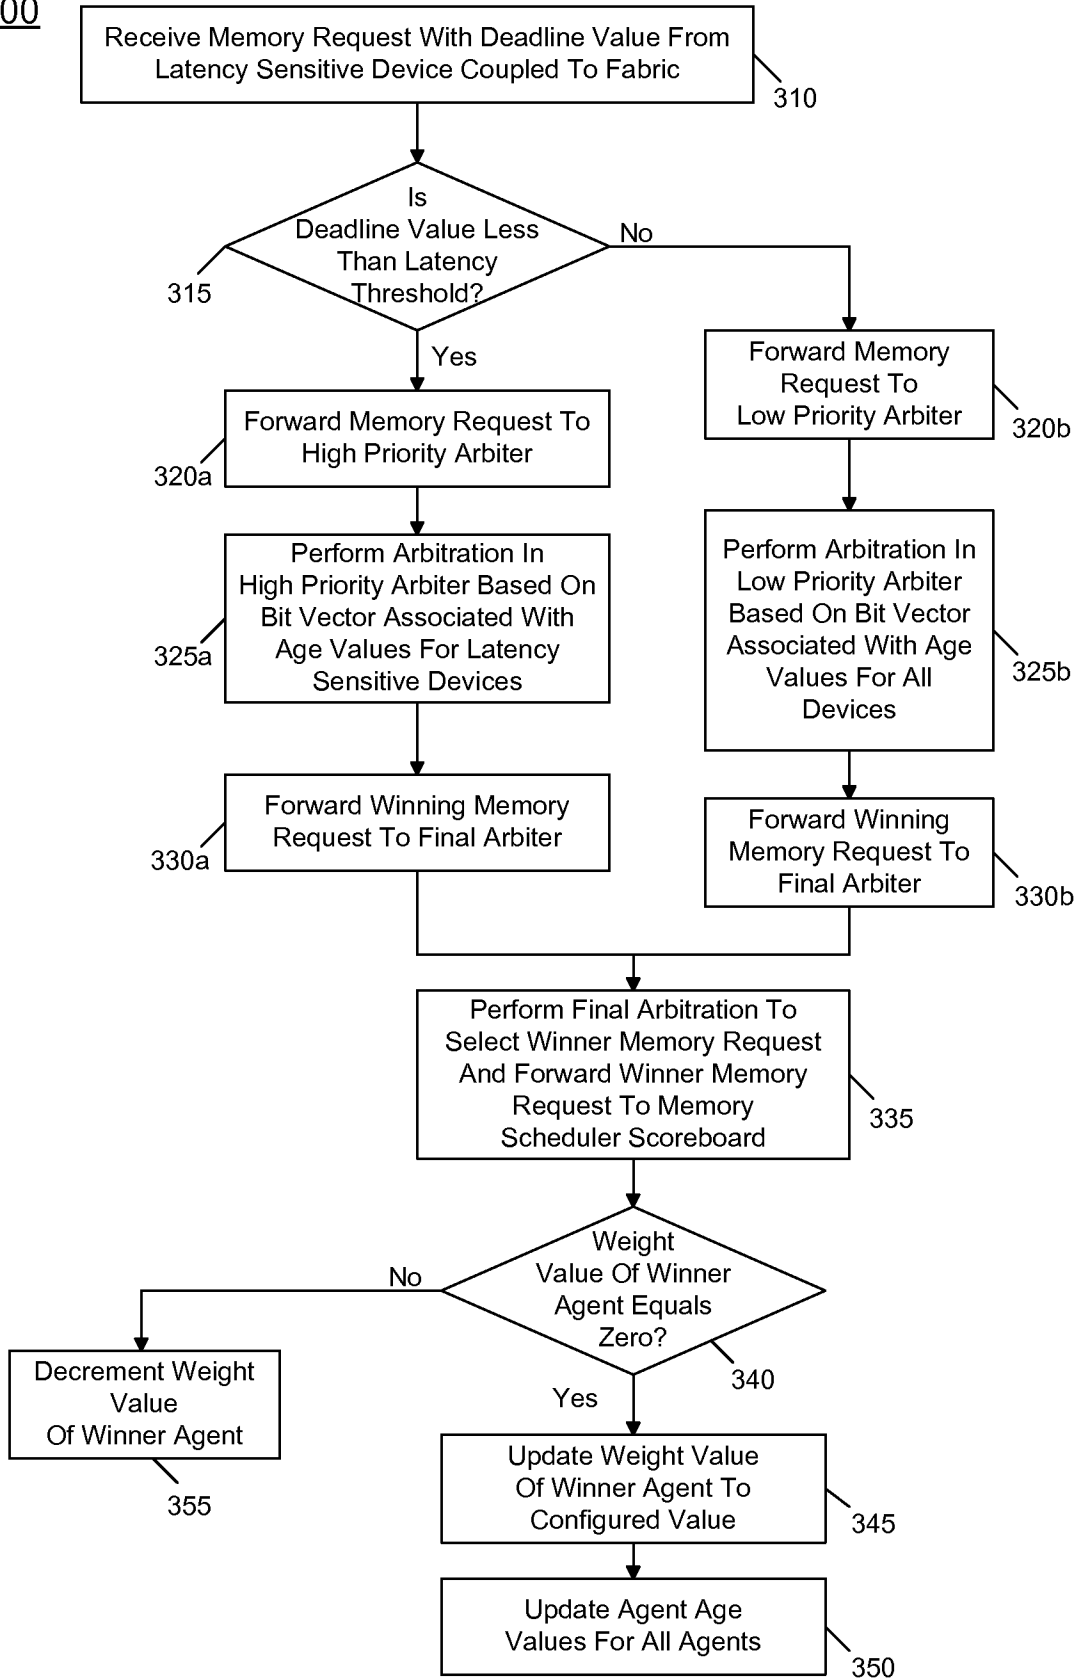 00
Receive Memory Request With Deadline Value From
Latency Sensitive Device Coupled To Fabric
310
Is
Deadline Value Less
Than Latency
Threshold?
No
315
Yes
Forward Memory
Request To
Low Priority Arbiter
320b
Forward Memory Request To
High Priority Arbiter
320a
Perform Arbitration In
High Priority Arbiter Based On
Bit Vector Associated With
Age Values For Latency
Sensitive Devices
325a
Perform Arbitration In
Low Priority Arbiter
Based On Bit Vector
Associated With Age
Values For All
Devices
325b
Forward Winning Memory
Request To Final Arbiter
330a
Forward Winning
Memory Request To
Final Arbiter
330b
Perform Final Arbitration To
Select Winner Memory Request
And Forward Winner Memory
Request To Memory
Scheduler Scoreboard
335
Weight
Value Of Winner
Agent Equals
Zero?
No
340
Yes
Decrement Weight
Value
Of Winner Agent
355
Update Weight Value
Of Winner Agent To
Configured Value
345
Update Agent Age
Values For All Agents
350